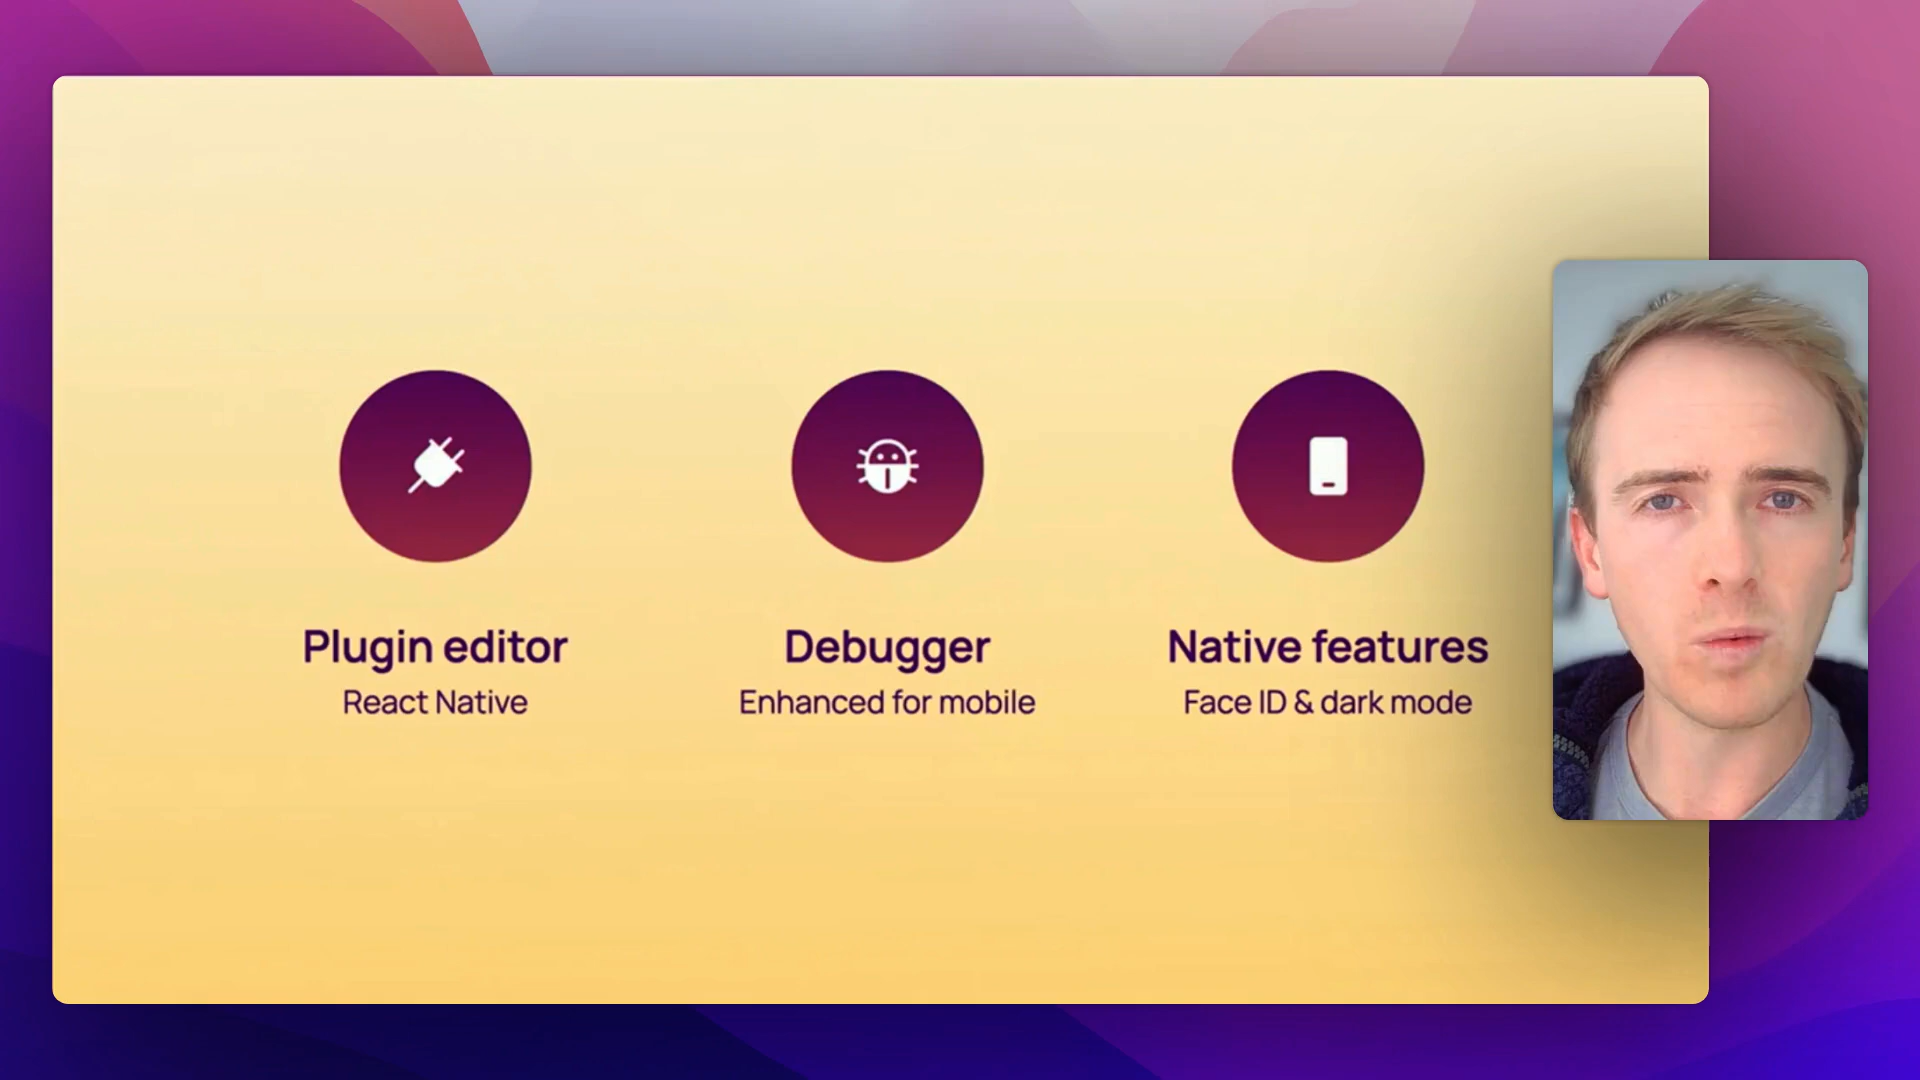 Plugin editor
React Native
Debugger
Enhanced for mobile
Native features
Face ID & dark mode